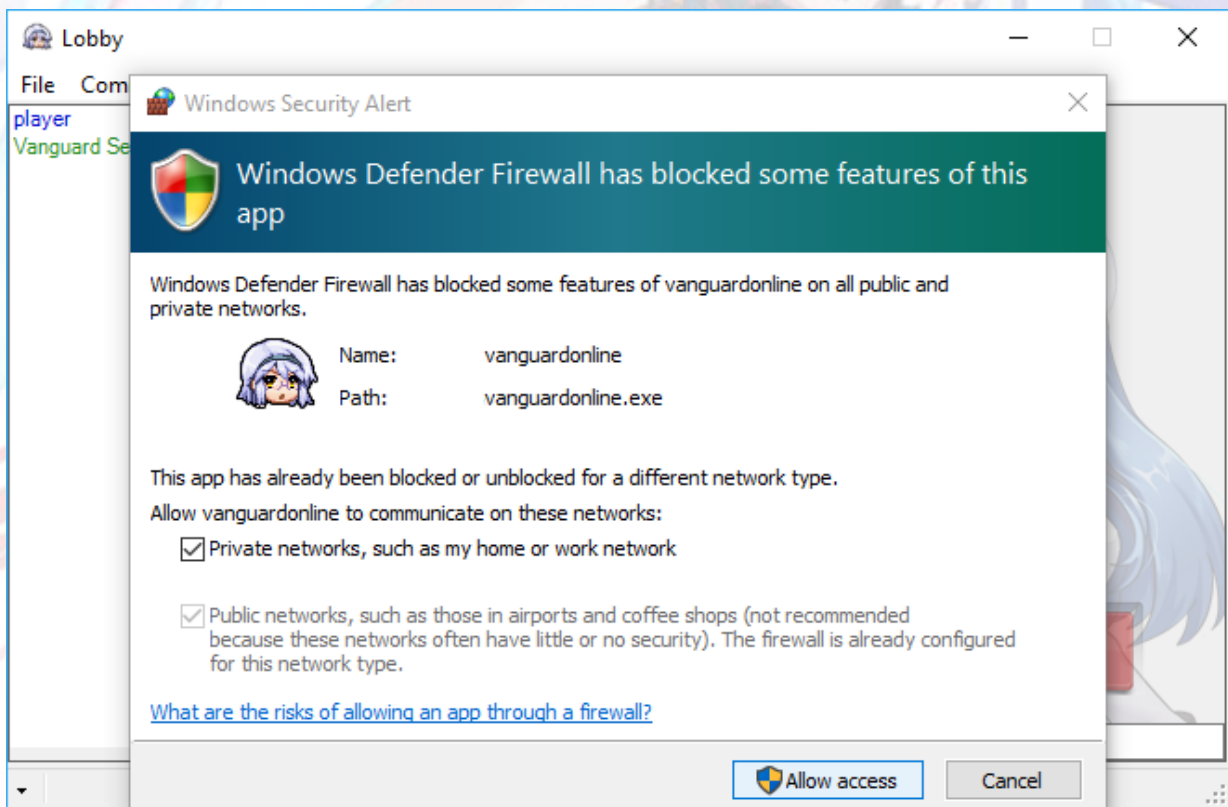 Lobby
File Com
Windows Security Alert
player
Vanguard Se
Windows Defender Firewall has blocked some features of this
app
Windows Defender Firewall has blocked some features of vanguardonline on all public and
private networks.
Name: vanguardonline
Path: vanguardonline.exe
This app has already been blocked or unblocked for a different network type.
Allow vanguardonline to communicate on these networks:
Private networks, such as my home or work network
Public networks, such as those in airports and coffee shops (not recommended
because these networks often have little or no security). The firewall is already configured
for this network type.
What are the risks of allowing an app through a firewall?
Allow access Cancel